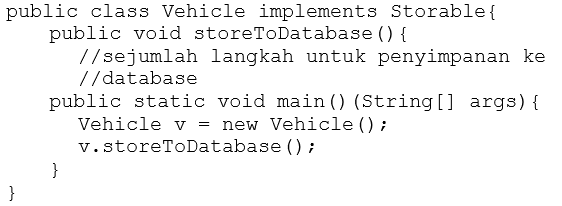 public class Vehicle implements Storable{
public void storeToDatabase(){
//sejumlah langkah untuk penyimpanan ke
//database
public static void main()(String[] args){
Vehicle v = new Vehicle();
v.storeToDatabase();
}
}